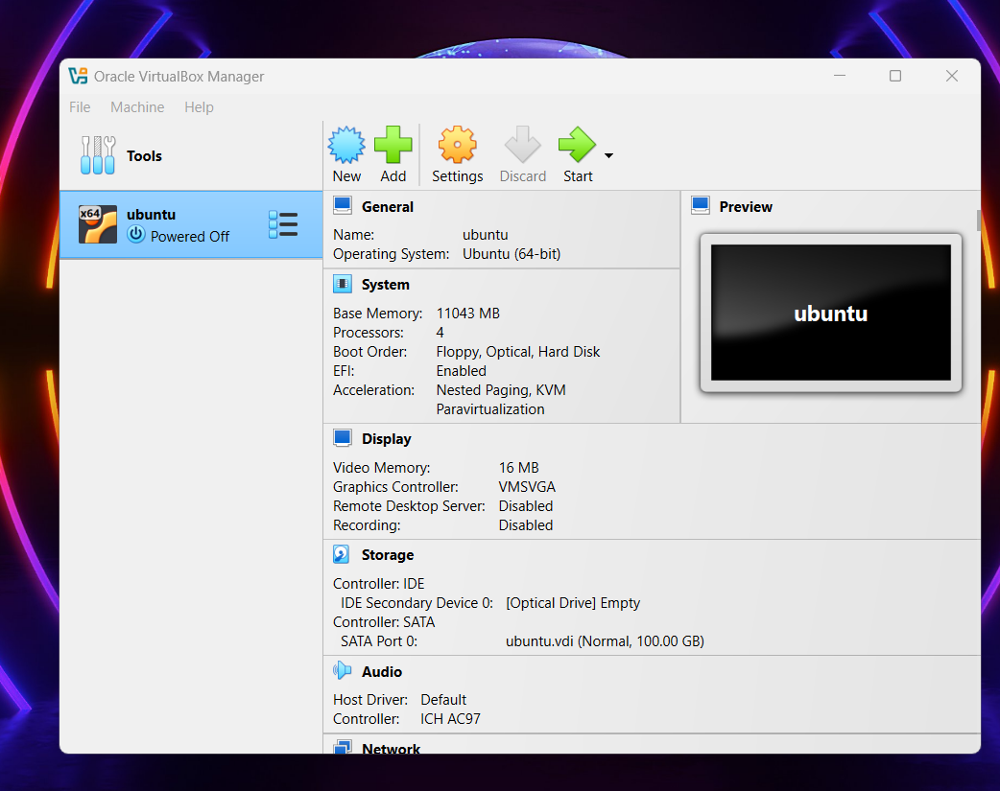 Oracle VirtualBox Manager
File Machine Help
Tools
New Add Settings Discard Start
x64
ubuntu
Powered Off
General
Name: ubuntu
Operating System: Ubuntu (64-bit)
Preview
ubuntu
System
Base Memory: 11043 MB
Processors: 4
Boot Order: Floppy, Optical, Hard Disk
EFI: Enabled
Acceleration: Nested Paging, KVM
Paravirtualization
Display
Video Memory: 16 MB
Graphics Controller: VMSVGA
Remote Desktop Server: Disabled
Recording: Disabled
Storage
Controller: IDE
IDE Secondary Device 0: [Optical Drive] Empty
Controller: SATA
SATA Port 0: ubuntu.vdi (Normal, 100.00 GB)
Audio
Host Driver: Default
Controller: ICH AC97
Network